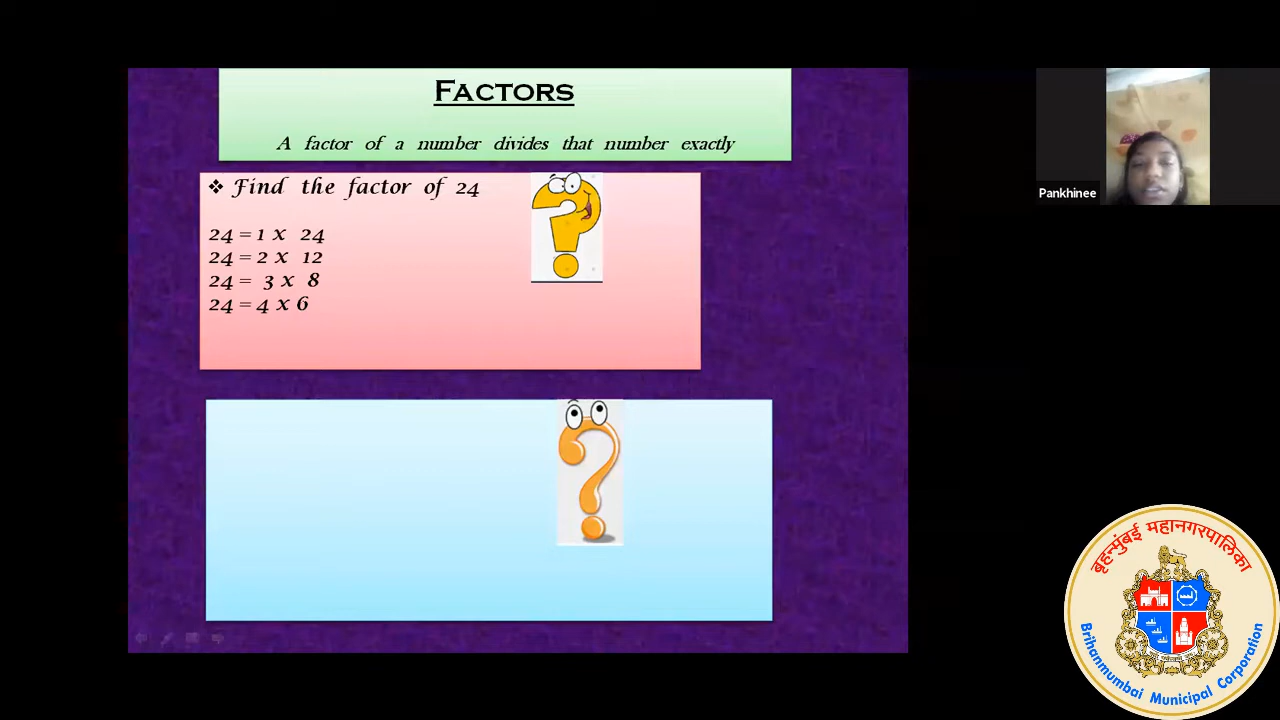 FACTORS
A factor of a number divides that number exactly
❖ Find the factor of 24
24 = 1 x 24
24 = 2 x 12
24 = 3 x 8
24 = 4 x 6
Pankhinee
बृहन्मुंबई महानगरपालिका
Brihanmumbai Municipal Corporation